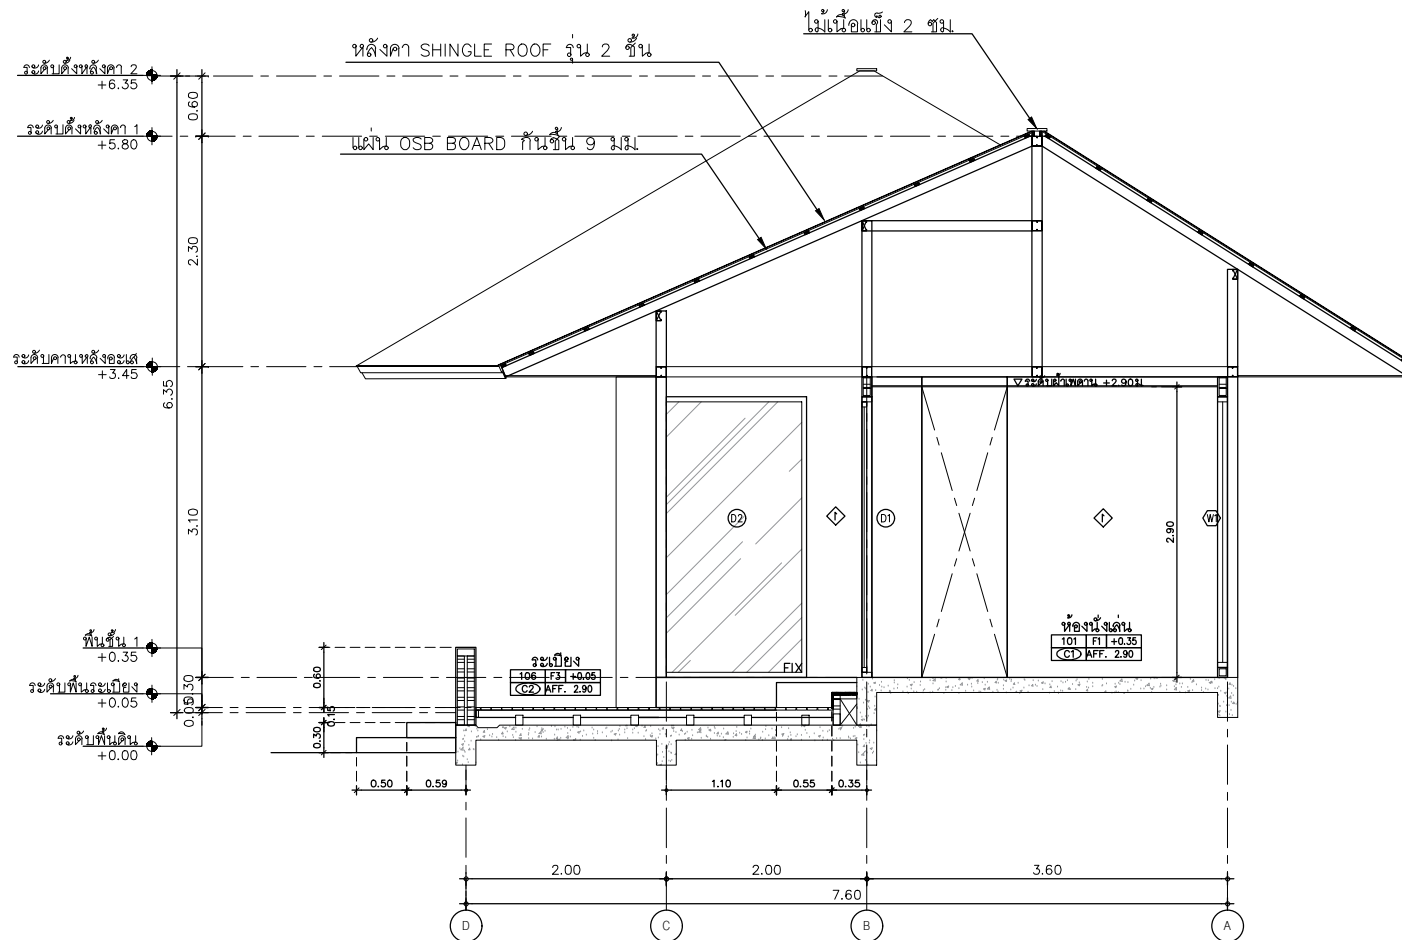 ไม้เนื้อแข็ง 2 ซม.
หลังคา SHINGLE ROOF รุ่น 2 ชั้น
ระดับดั้งหลังคา 2
+6.35
0.60
ระดับดั้งหลังคา 1
+5.80
แผ่น OSB BOARD กันชื้น 9 มม.
2.30
ระดับคานหลังอะเส
+3.45
6.35
ระดับฝ้าเพดาน +2.90ม
3.10
D2
1
D1
1
W1
2.90
พื้นชั้น 1
+0.35
0.60
ห้องนั่งเล่น
101 F1 +0.35
C1 AFF. 2.90
ระเบียง
106 F3 +0.05
C2 AFF. 2.90
FIX
0.30
ระดับพื้นระเบียง
+0.05
0.05
0.15
0.30
ระดับพื้นดิน
+0.00
0.50
0.59
1.10
0.55
0.35
2.00
2.00
3.60
7.60
D
C
B
A